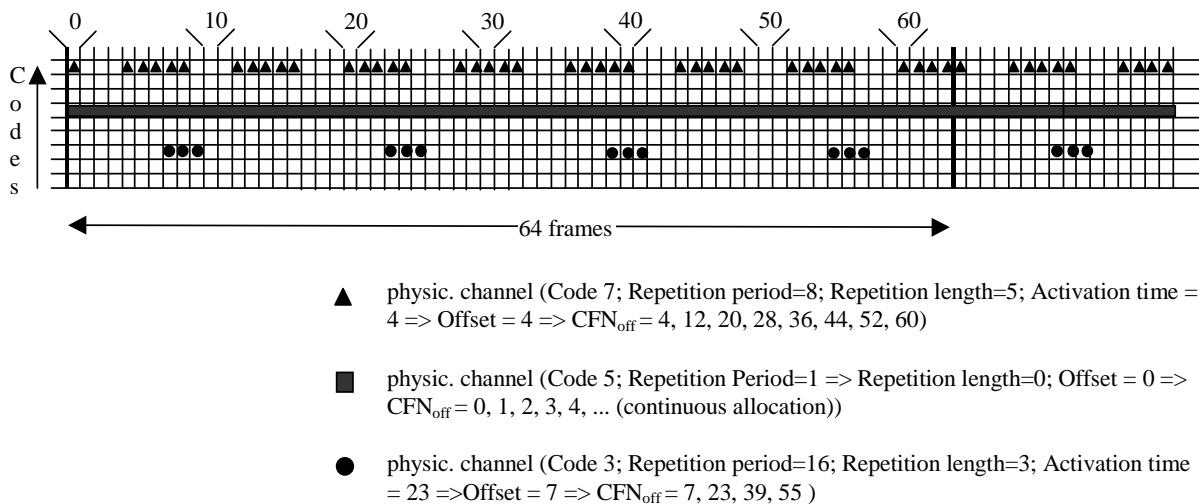 0 10 20 30 40 50 60
C
o
d
e
s
64 frames
physic. channel (Code 7; Repetition period=8; Repetition length=5; Activation time =
4 => Offset = 4 => CFNoff = 4, 12, 20, 28, 36, 44, 52, 60)
physic. channel (Code 5; Repetition Period=1 => Repetition length=0; Offset = 0 =>
CFNoff = 0, 1, 2, 3, 4, ... (continuous allocation))
physic. channel (Code 3; Repetition period=16; Repetition length=3; Activation time
= 23 =>Offset = 7 => CFNoff = 7, 23, 39, 55 )